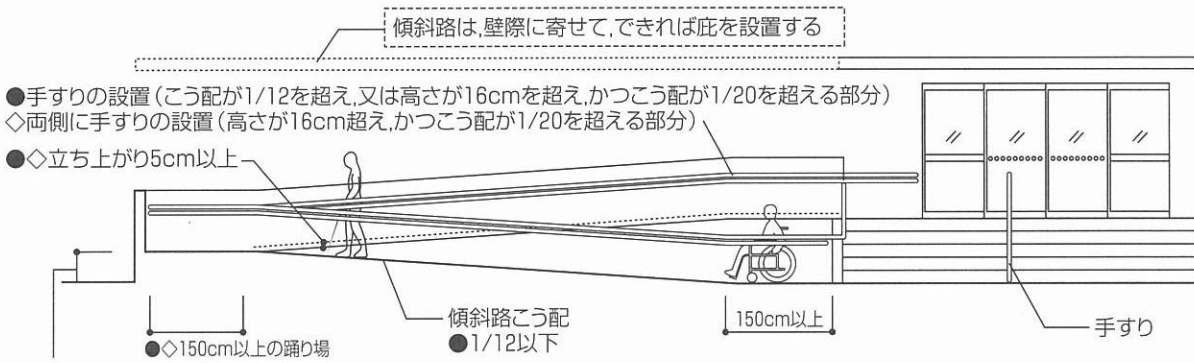 傾斜路は,壁際に寄せて,できれば庇を設置する
●手すりの設置(こう配が1/12を超え,又は高さが16cmを超え,かつこう配が1/20を超える部分)
◇両側に手すりの設置(高さが16cm超え,かつこう配が1/20を超える部分)
●◇立ち上がり5cm以上
傾斜路こう配
●1/12以下
150cm以上
手すり
●◇150cm以上の踊り場